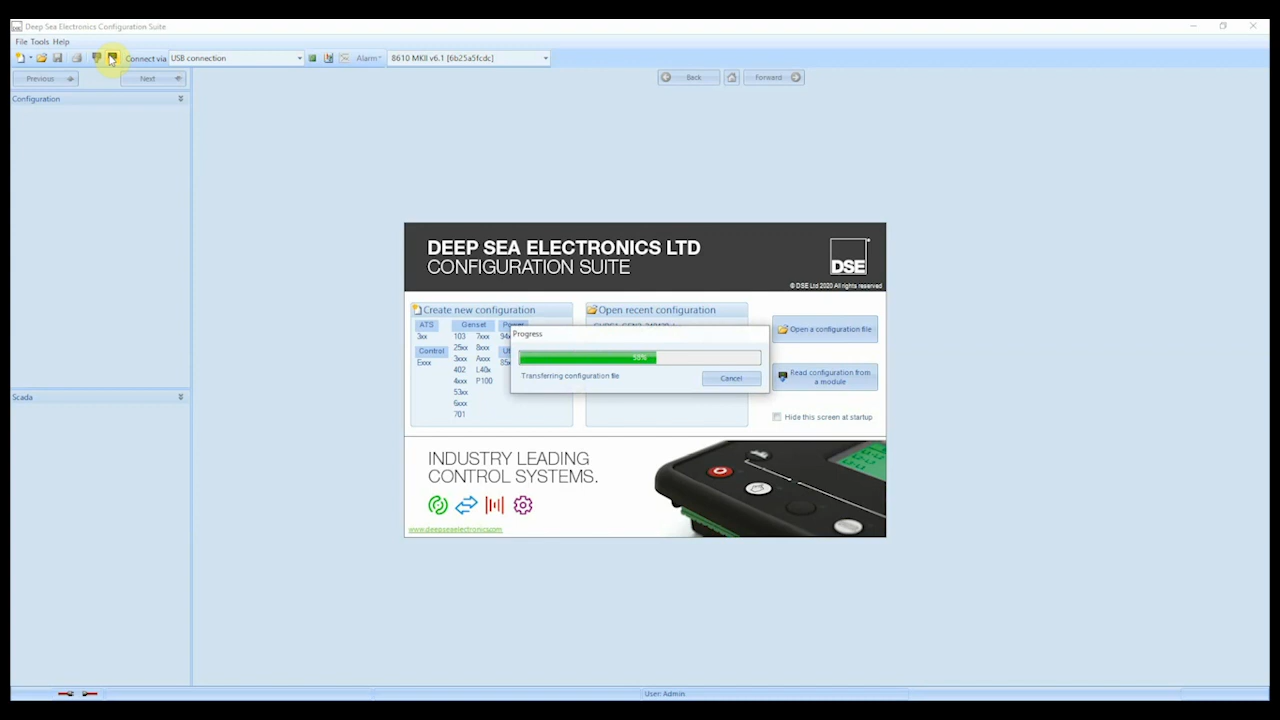 Deep Sea Electronics Configuration Suite
File Tools Help
Connect via USB connection Alarm 8610 MKII v6.1 [6b25a5fcdc]
Previous Next Back Forward
Configuration
DEEP SEA ELECTRONICS LTD
CONFIGURATION SUITE
DSE
© DSE Ltd 2020 All rights reserved
Create new configuration
ATS Genset
3xx 103 7xxx
Control 25xx 8xxx
Exxx 3xxx Axxx
402 L40x
4xxx P100
53xx
6xxx
701
Open recent configuration
Progress
58%
Transferring configuration file
Cancel
Open a configuration file
Read configuration from
a module
Hide this screen at startup
Scada
INDUSTRY LEADING
CONTROL SYSTEMS.
www.deepseaelectronics.com
User: Admin